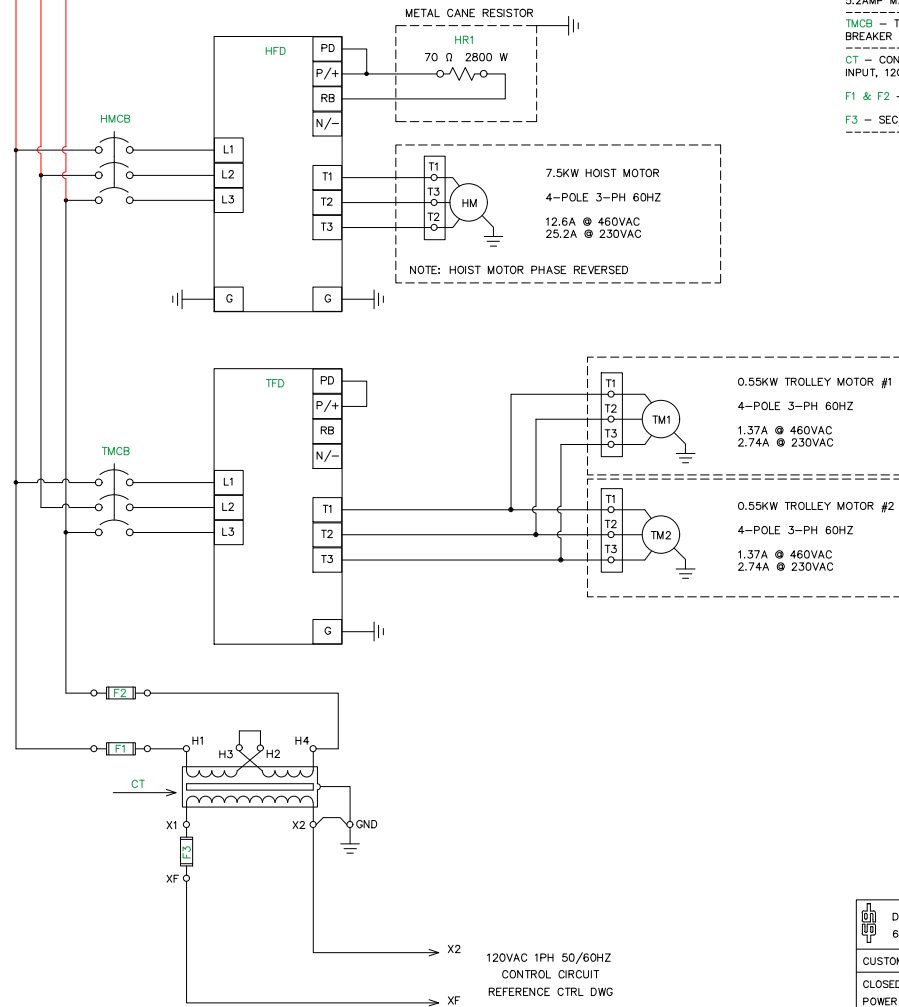 METAL CANE RESISTOR
HR1
70 Ω 2800 W
HFD
PD
P/+
RB
N/-
HMCB
L1
L2
L3
T1
T2
T3
G
G
T1
T3
T2
HM
7.5KW HOIST MOTOR
4-POLE 3-PH 60HZ
12.6A @ 460VAC
25.2A @ 230VAC
NOTE: HOIST MOTOR PHASE REVERSED
5.2AMP
TMCB -
BREAKER
CT -
INPUT,
F1 & F2 -
F3 -
TFD
PD
P/+
RB
N/-
TMCB
L1
L2
L3
T1
T2
T3
G
T1
T2
T3
TM1
0.55KW TROLLEY MOTOR #1
4-POLE 3-PH 60HZ
1.37A @ 460VAC
2.74A @ 230VAC
T1
T2
T3
TM2
0.55KW TROLLEY MOTOR #2
4-POLE 3-PH 60HZ
1.37A @ 460VAC
2.74A @ 230VAC
F2
F1
H1
H3
H2
H4
CT
X1
X2
GND
F3
XF
X2
XF
120VAC 1PH 50/60HZ
CONTROL CIRCUIT
REFERENCE CTRL DWG
D
6
CLOSED
POWER